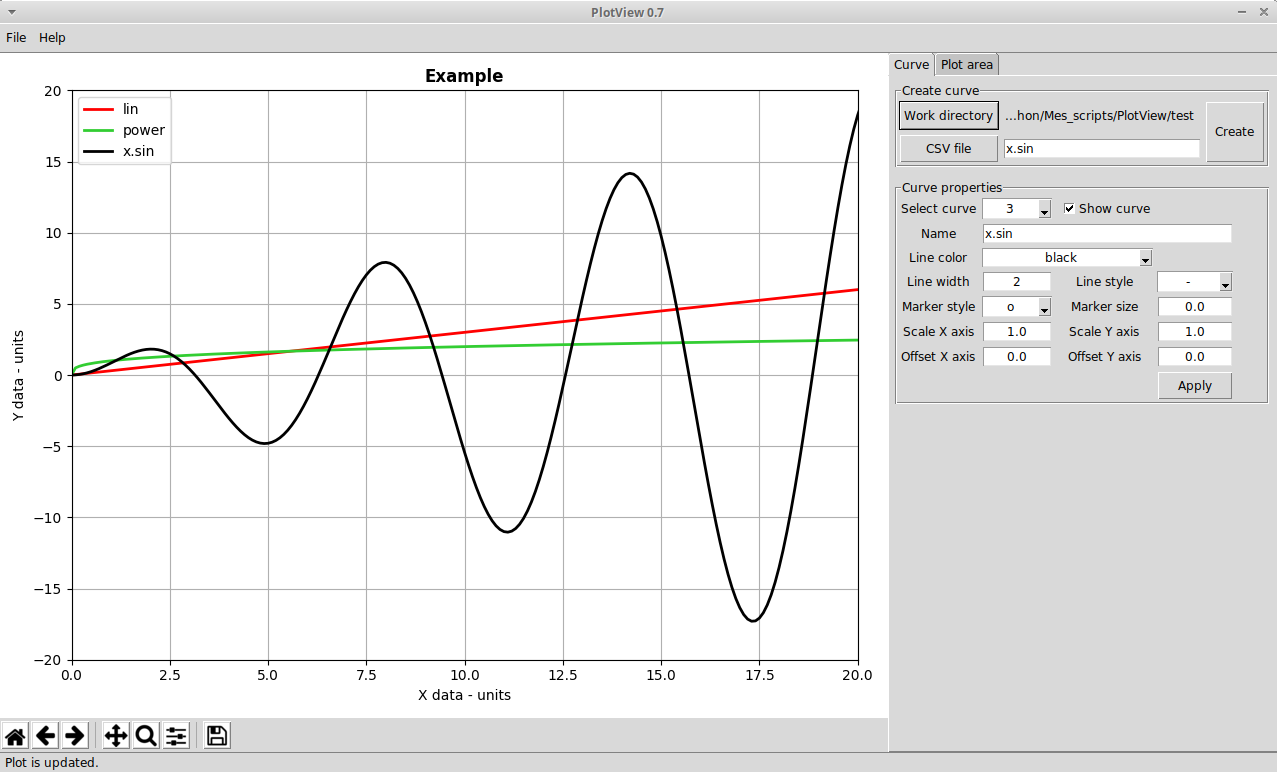 PlotView 0.7
File Help
Example
20
15
10
5
0
−5
−10
−15
−20
Y data - units
lin
power
x.sin
0.0 2.5 5.0 7.5 10.0 12.5 15.0 17.5 20.0
X data - units
Plot is updated.
Curve Plot area
Create curve
Work directory ...hon/Mes_scripts/PlotView/test
CSV file x.sin
Create
Curve properties
Select curve 3 Show curve
Name x.sin
Line color black
Line width 2 Line style -
Marker style o Marker size 0.0
Scale X axis 1.0 Scale Y axis 1.0
Offset X axis 0.0 Offset Y axis 0.0
Apply